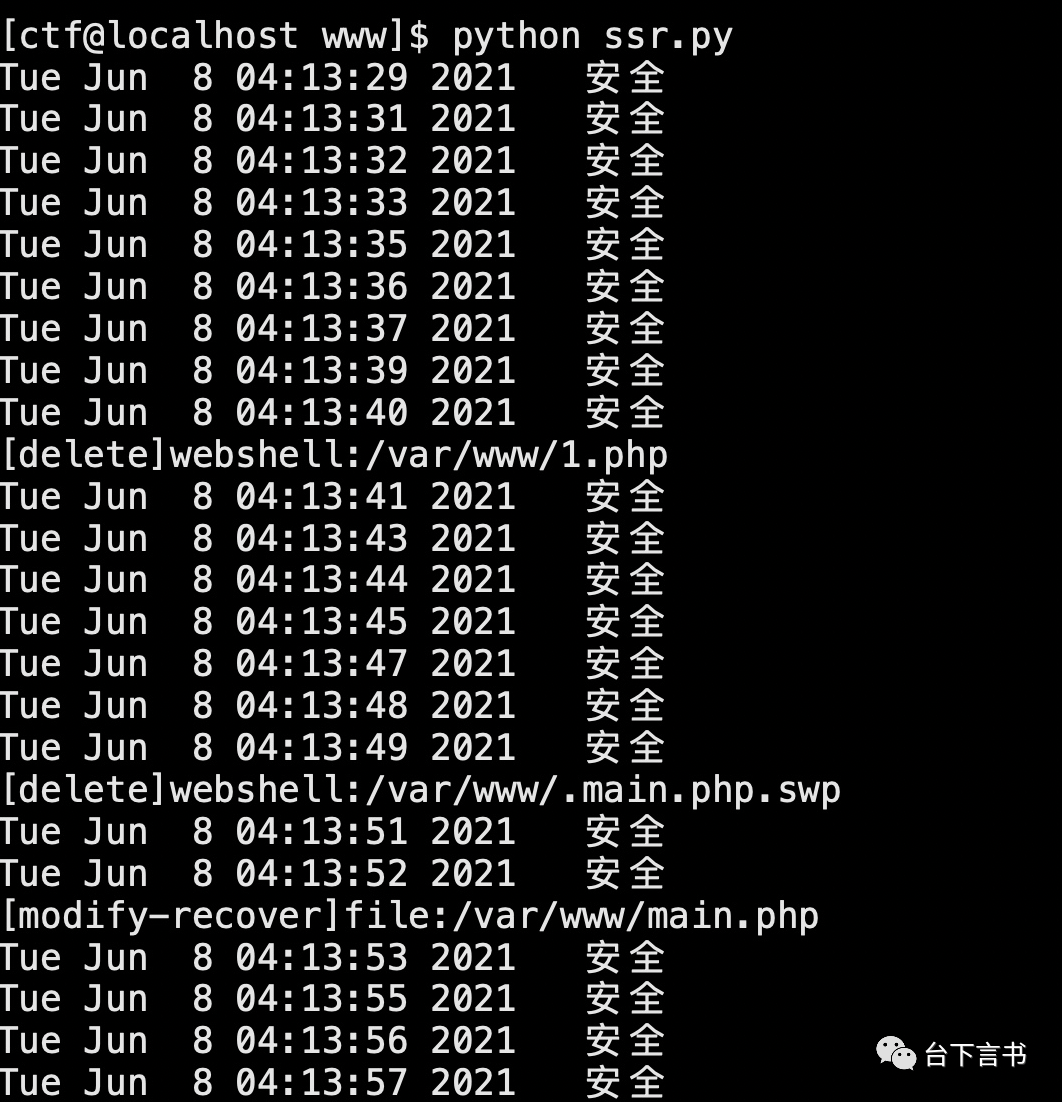 [ctf@localhost www]$ python ssr.py
Tue Jun  8 04:13:29 2021   安全
Tue Jun  8 04:13:31 2021   安全
Tue Jun  8 04:13:32 2021   安全
Tue Jun  8 04:13:33 2021   安全
Tue Jun  8 04:13:35 2021   安全
Tue Jun  8 04:13:36 2021   安全
Tue Jun  8 04:13:37 2021   安全
Tue Jun  8 04:13:39 2021   安全
Tue Jun  8 04:13:40 2021   安全
[delete]webshell:/var/www/1.php
Tue Jun  8 04:13:41 2021   安全
Tue Jun  8 04:13:43 2021   安全
Tue Jun  8 04:13:44 2021   安全
Tue Jun  8 04:13:45 2021   安全
Tue Jun  8 04:13:47 2021   安全
Tue Jun  8 04:13:48 2021   安全
Tue Jun  8 04:13:49 2021   安全
[delete]webshell:/var/www/.main.php.swp
Tue Jun  8 04:13:51 2021   安全
Tue Jun  8 04:13:52 2021   安全
[modify-recover]file:/var/www/main.php
Tue Jun  8 04:13:53 2021   安全
Tue Jun  8 04:13:55 2021   安全
Tue Jun  8 04:13:56 2021   安全
Tue Jun  8 04:13:57 2021   安全
台下言书